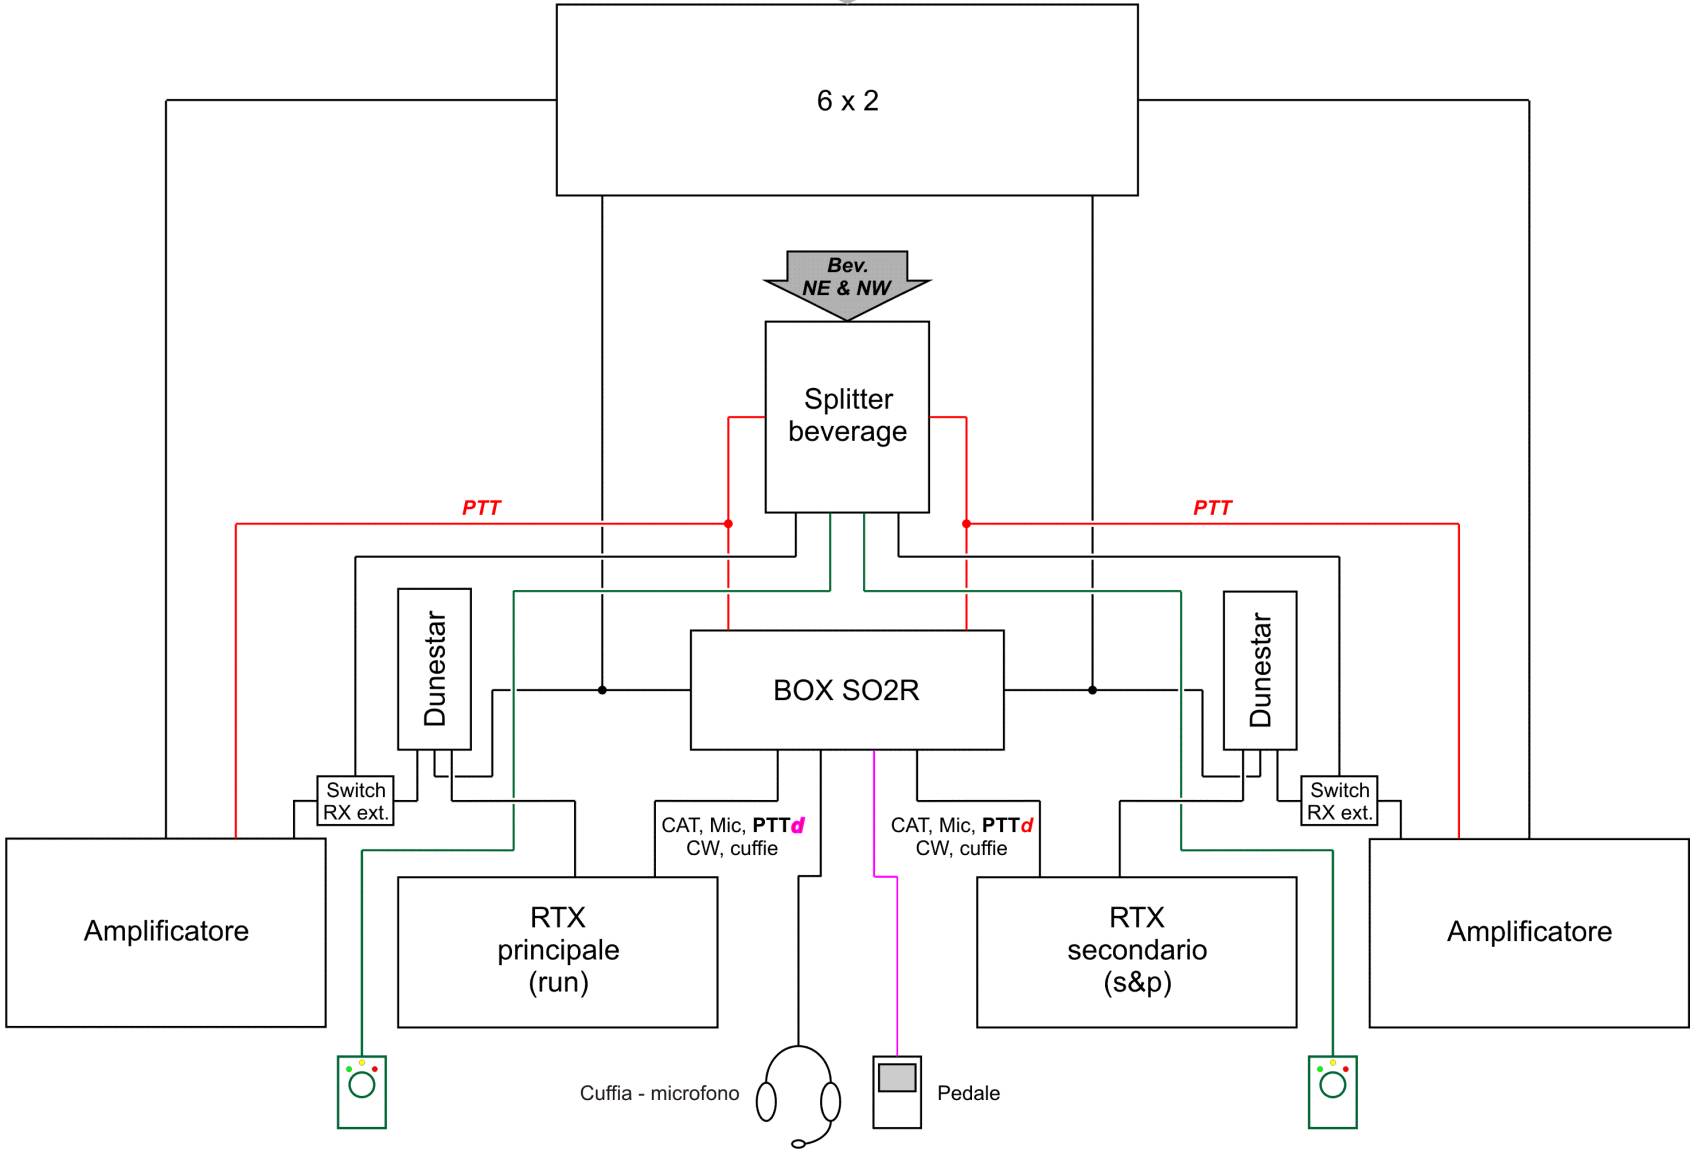 6 x 2
Bev.
NE & NW
Splitter
beverage
PTT
PTT
Dunestar
Dunestar
BOX SO2R
Switch
RX ext.
Switch
RX ext.
CAT, Mic, PTTd
CW, cuffie
CAT, Mic, PTTd
CW, cuffie
Amplificatore
RTX
principale
(run)
RTX
secondario
(s&p)
Amplificatore
Cuffia - microfono
Pedale